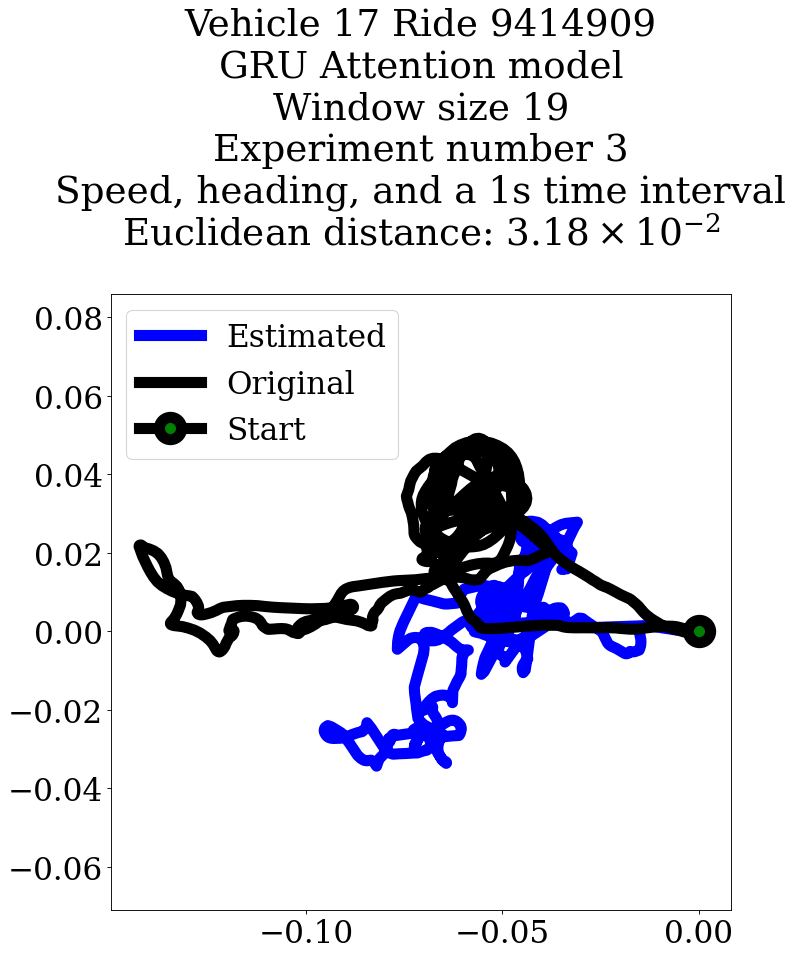 Vehicle 17 Ride 9414909
GRU Attention model
Window size 19
Experiment number 3
Speed, heading, and a 1s time interval
Euclidean distance: 3.18 × 10⁻²
Estimated
Original
Start
0.08
0.06
0.04
0.02
0.00
−0.02
−0.04
−0.06
−0.10
−0.05
0.00